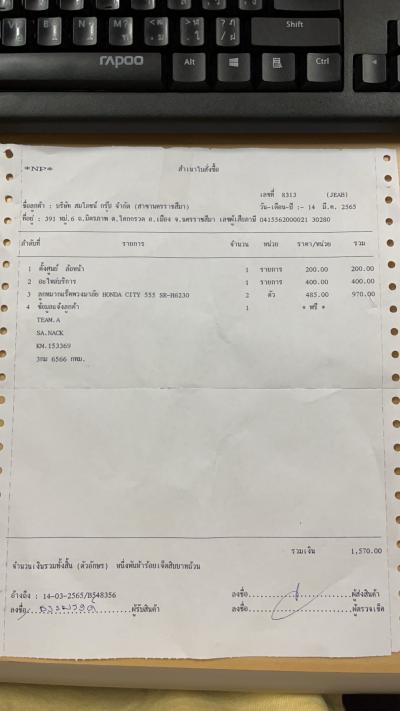 V B N M
Shift
rapoo
Alt Ctrl
*NP* สำเนาใบสั่งซื้อ
เลขที่ 8313 (JEAB)
ชื่อลูกค้า : บริษัท สมไอซน์ กรุ๊ป จำกัด (สาขานครราชสีมา) วัน-เดือน-ปี :- 14 มี.ค. 2565
ที่อยู่ : 391 หมู่.6 ถ.มิตรภาพ ต.โคกกรวด อ.เมือง จ.นครราชสีมา เลขผู้เสียภาษี 0415562000021 30280
ลำดับที่ รายการ จำนวน หน่วย ราคา/หน่วย รวม
1 ตั้งศูนย์ ล้อหน้า 1 รายการ 200.00 200.00
2 อะไหล่บริการ 1 รายการ 400.00 400.00
3 ลูกหมากแร็คพวงมาลัย HONDA CITY 555 SR-H6230 2 ตัว 485.00 970.00
4 ข้อมูลแจ้งลูกค้า 1 * ฟรี *
TEAM.A
SA.NACK
KM.153369
3กผ 6566 กทม.
รวมเงิน 1,570.00
จำนวนเงินรวมทั้งสิ้น (ตัวอักษร) หนึ่งพันห้าร้อยเจ็ดสิบบาทถ้วน
อ้างถึง : 14-03-2565/B548356 ลงชื่อ......................ผู้ส่งสินค้า
ลงชื่อ......................ผู้รับสินค้า ลงชื่อ......................ผู้ตรวจเช็ค